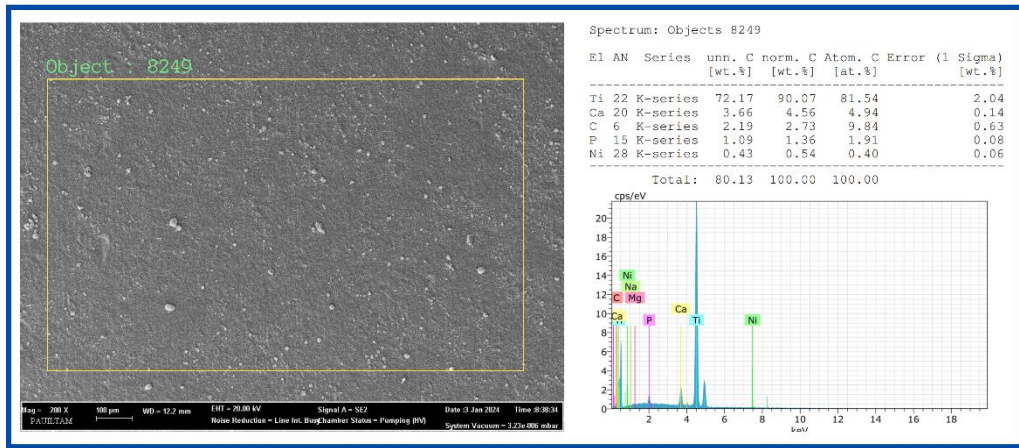 Object : 8249
Mag = 200 X 100 µm WD = 12.2 mm EHT = 20.00 kV Signal A = SE2 Date :3 Jan 2024 Time :8:38:34
PAUILTAM Noise Reduction = Line Int. Busy Chamber Status = Pumping (HV) System Vacuum = 3.23e-006 mbar
Spectrum: Objects 8249
El AN Series unn. C norm. C Atom. C Error (1 Sigma)
[wt.%] [wt.%] [at.%] [wt.%]
Ti 22 K-series 72.17 90.07 81.54 2.04
Ca 20 K-series 3.66 4.56 4.94 0.14
C 6 K-series 2.19 2.73 9.84 0.63
P 15 K-series 1.09 1.36 1.91 0.08
Ni 28 K-series 0.43 0.54 0.40 0.06
Total: 80.13 100.00 100.00
cps/eV
20
18
16
14
12
10
8
6
4
2
0
Ni
Na
C Mg
Ca P Ca Ti Ni
2 4 6 8 10 12 14 16 18
keV